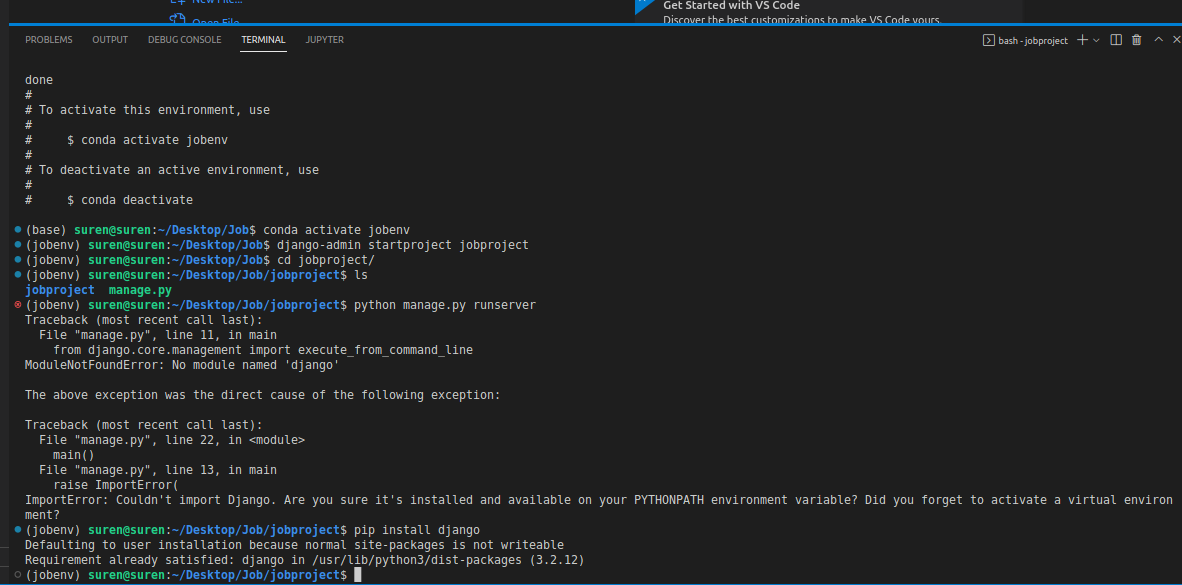 New File...
Open File...
Get Started with VS Code
Discover the best customizations to make VS Code yours.
PROBLEMS OUTPUT DEBUG CONSOLE TERMINAL JUPYTER
bash - jobproject
done
#
# To activate this environment, use
#
#     $ conda activate jobenv
#
# To deactivate an active environment, use
#
#     $ conda deactivate
(base) suren@suren:~/Desktop/Job$ conda activate jobenv
(jobenv) suren@suren:~/Desktop/Job$ django-admin startproject jobproject
(jobenv) suren@suren:~/Desktop/Job$ cd jobproject/
(jobenv) suren@suren:~/Desktop/Job/jobproject$ ls
jobproject  manage.py
(jobenv) suren@suren:~/Desktop/Job/jobproject$ python manage.py runserver
Traceback (most recent call last):
  File "manage.py", line 11, in main
    from django.core.management import execute_from_command_line
ModuleNotFoundError: No module named 'django'
The above exception was the direct cause of the following exception:
Traceback (most recent call last):
  File "manage.py", line 22, in <module>
    main()
  File "manage.py", line 13, in main
    raise ImportError(
ImportError: Couldn't import Django. Are you sure it's installed and available on your PYTHONPATH environment variable? Did you forget to activate a virtual environ
ment?
(jobenv) suren@suren:~/Desktop/Job/jobproject$ pip install django
Defaulting to user installation because normal site-packages is not writeable
Requirement already satisfied: django in /usr/lib/python3/dist-packages (3.2.12)
(jobenv) suren@suren:~/Desktop/Job/jobproject$